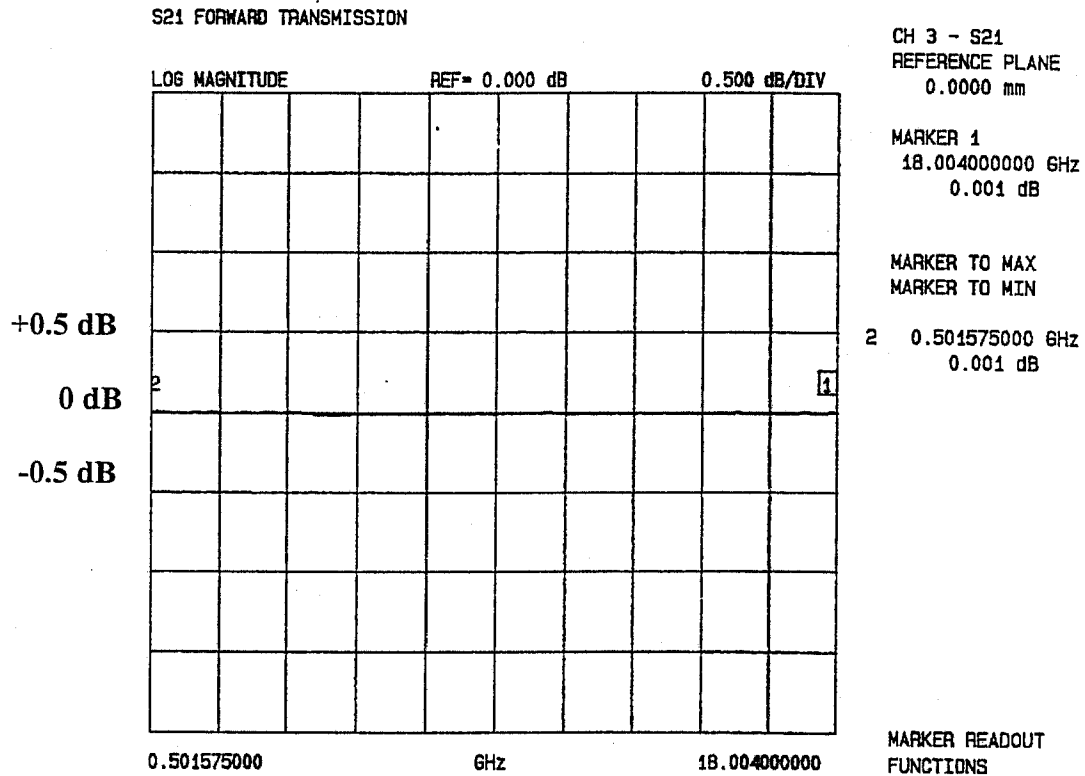 S21 FORWARD TRANSMISSION
LOG MAGNITUDE REF= 0.000 dB 0.500 dB/DIV
CH 3 - S21
REFERENCE PLANE
0.0000 mm
MARKER 1
18.004000000 GHz
0.001 dB
MARKER TO MAX
MARKER TO MIN
2 0.501575000 GHz
0.001 dB
+0.5 dB
0 dB
-0.5 dB
2
1
0.501575000 GHz 18.004000000
MARKER READOUT
FUNCTIONS